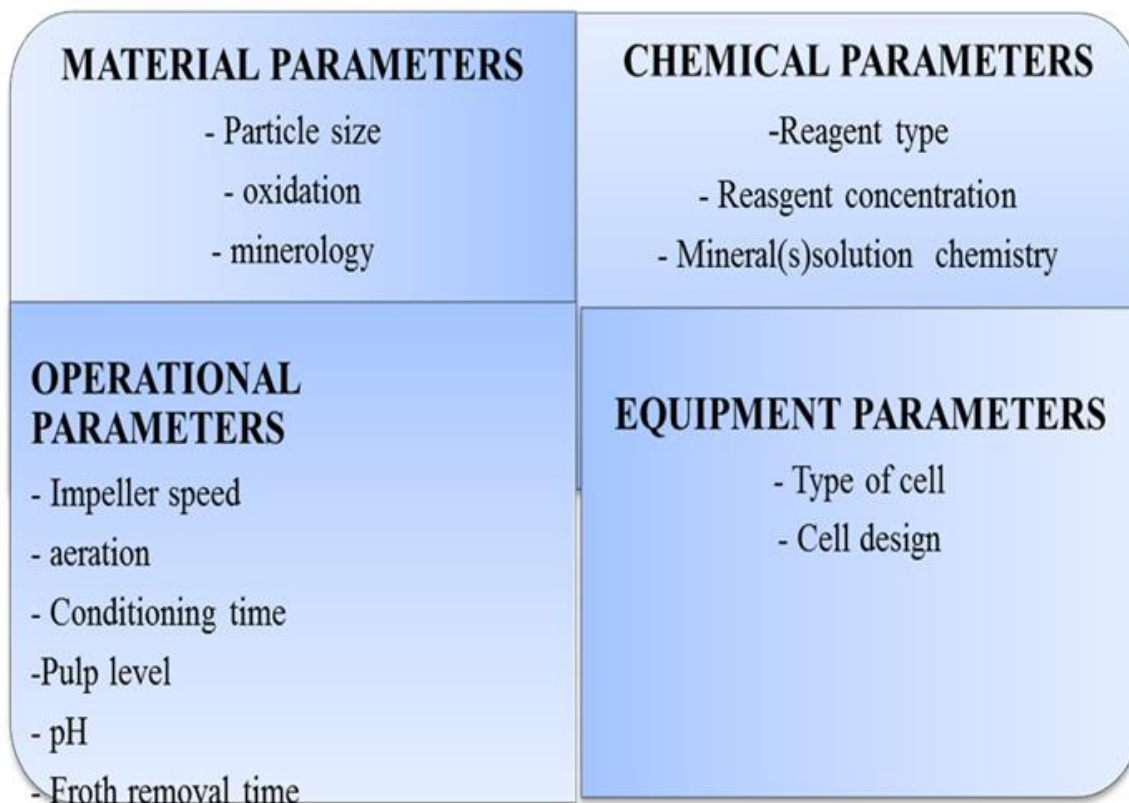 MATERIAL PARAMETERS
- Particle size
- oxidation
- minerology
CHEMICAL PARAMETERS
-Reagent type
- Reasgent concentration
- Mineral(s)solution chemistry
OPERATIONAL
PARAMETERS
- Impeller speed
- aeration
- Conditioning time
-Pulp level
- pH
- Froth removal time
EQUIPMENT PARAMETERS
- Type of cell
- Cell design